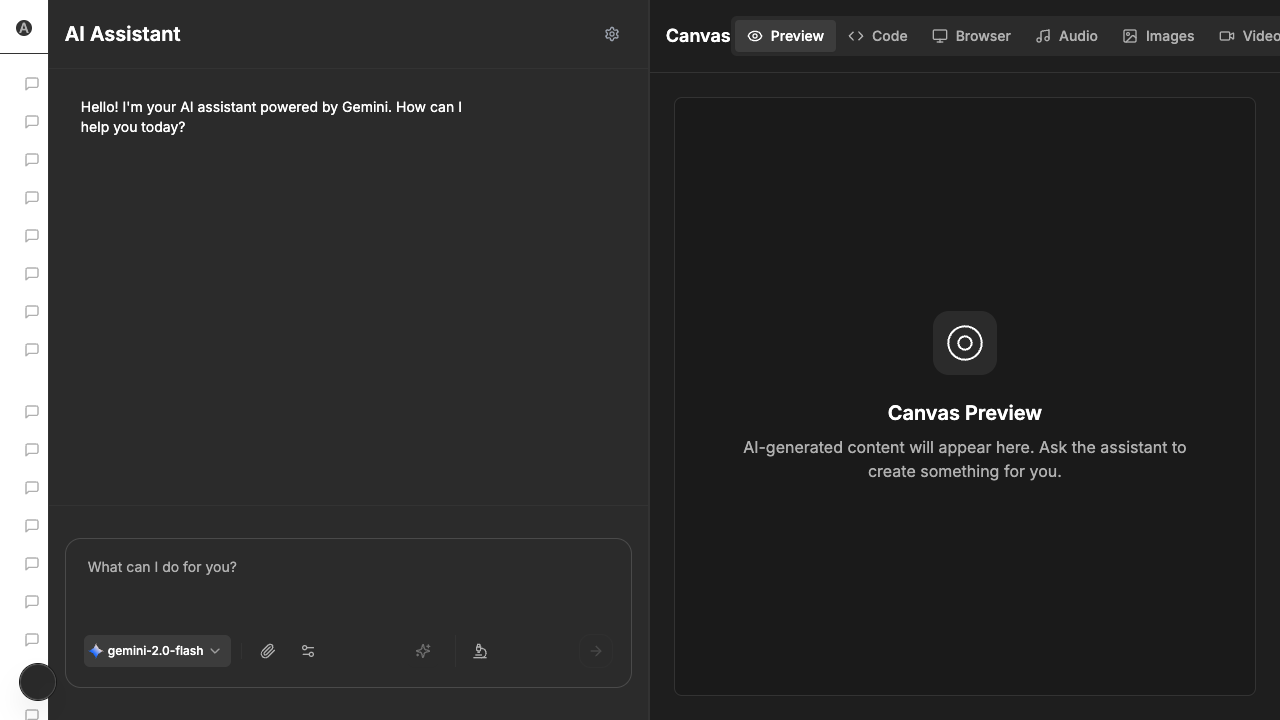 A
AI Assistant
Hello! I'm your AI assistant powered by Gemini. How can I
help you today?
What can I do for you?
gemini-2.0-flash
Canvas
Preview
Code
Browser
Audio
Images
Video
Canvas Preview
AI-generated content will appear here. Ask the assistant to
create something for you.